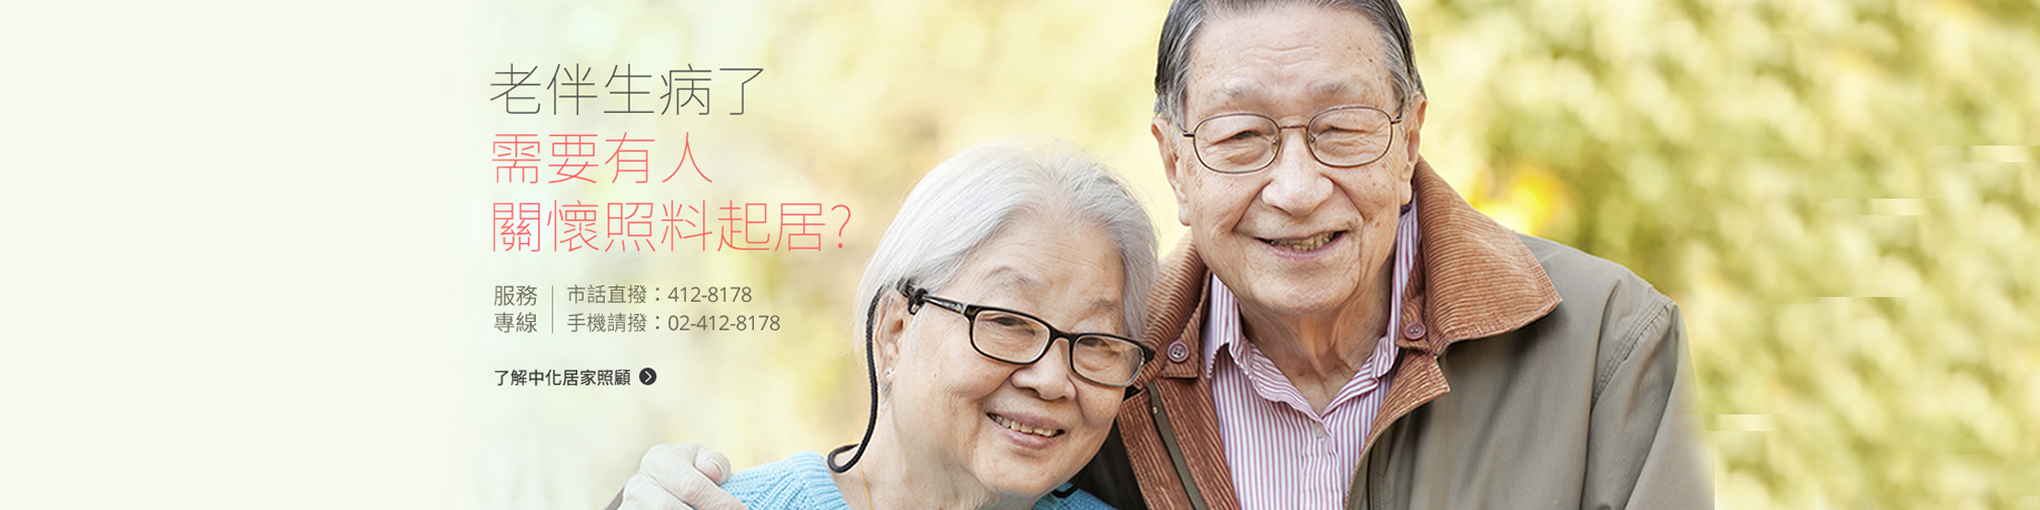 老伴生病了
需要有人
關懷照料起居?
服務專線
市話直撥：412-8178
手機請撥：02-412-8178
了解中化居家照顧